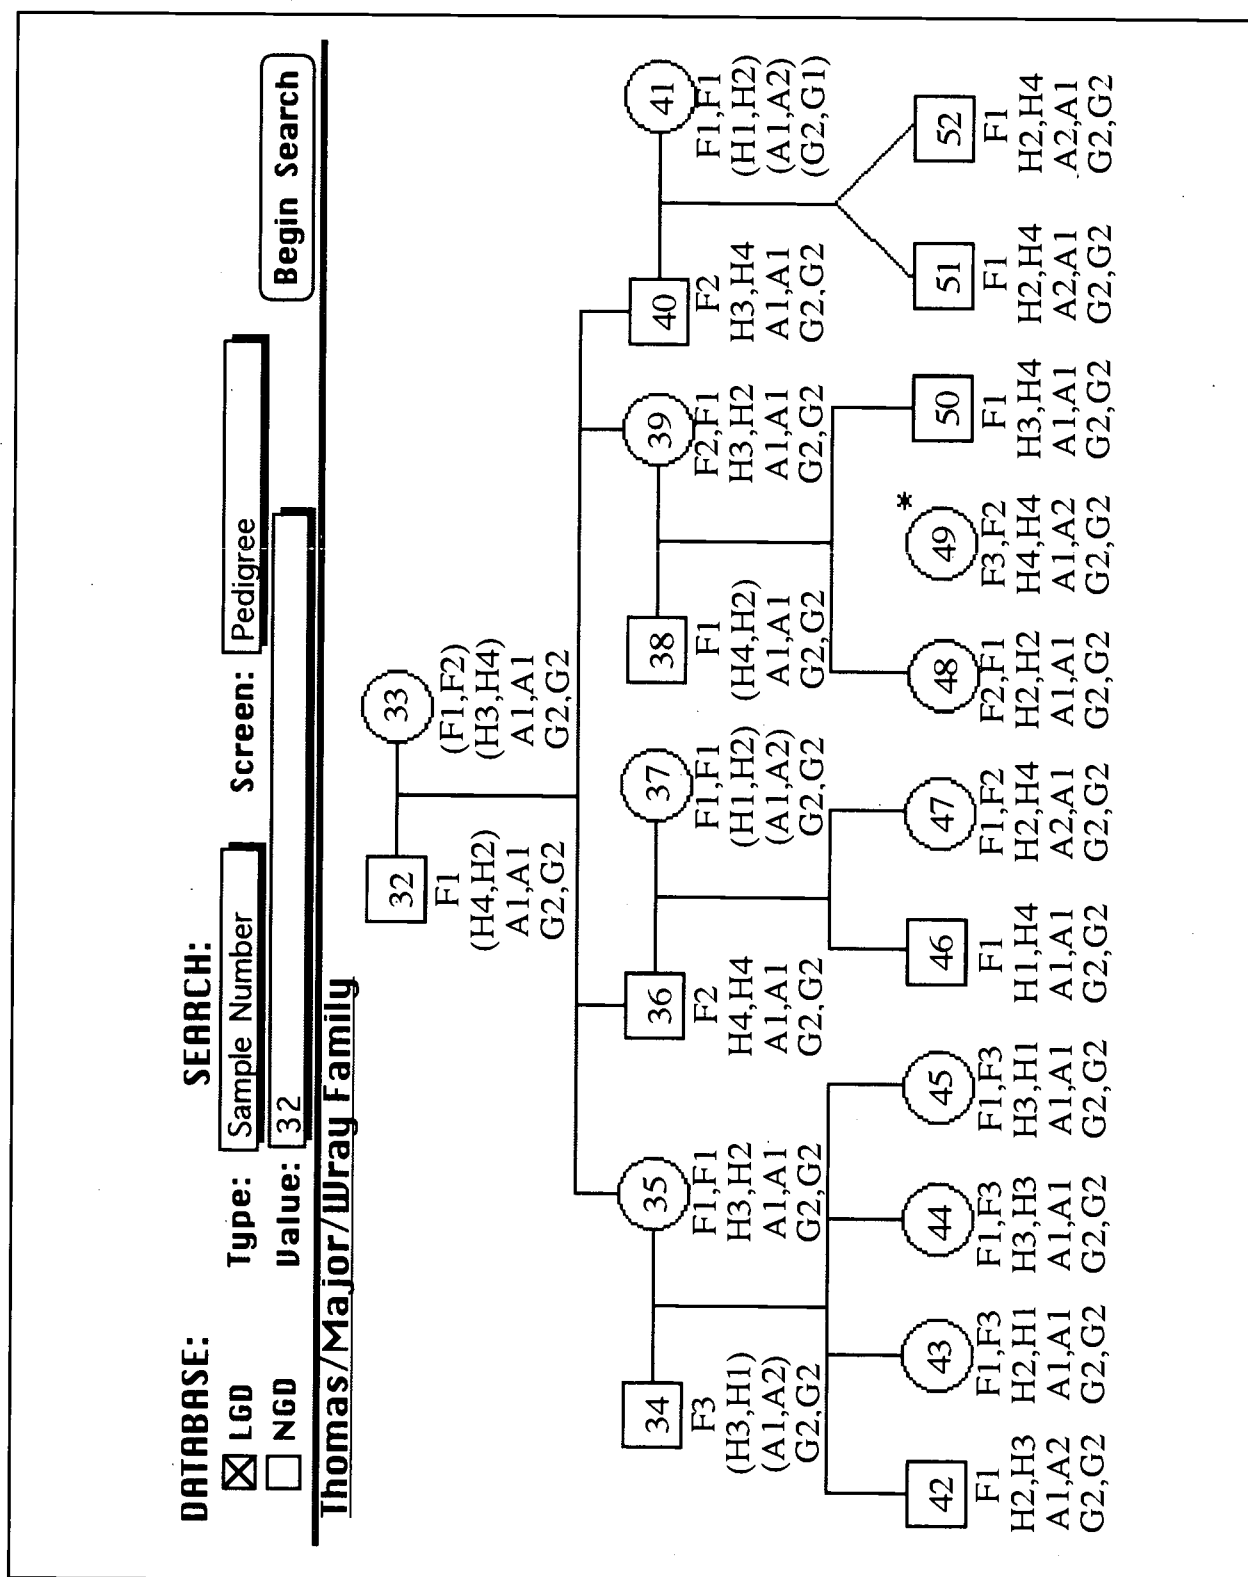 DATABASE:
☒ LGD
☐ NGD
SEARCH:
Type: Sample Number
Screen: Pedigree
Value: 32
Begin Search
Thomas/Major/Wray Family
32
F1
(H4,H2)
A1,A1
G2,G2
33
(F1,F2)
(H3,H4)
A1,A1
G2,G2
34
F3
(H3,H1)
(A1,A2)
G2,G2
35
F1,F1
H3,H2
A1,A1
G2,G2
36
F2
H4,H4
A1,A1
G2,G2
37
F1,F1
(H1,H2)
(A1,A2)
G2,G2
38
F1
(H4,H2)
A1,A1
G2,G2
39
F2,F1
H3,H2
A1,A1
G2,G2
40
F2
H3,H4
A1,A1
G2,G2
41
F1,F1
(H1,H2)
(A1,A2)
(G2,G1)
42
F1
H2,H3
A1,A2
G2,G2
43
F1,F3
H2,H1
A1,A1
G2,G2
44
F1,F3
H3,H3
A1,A1
G2,G2
45
F1,F3
H3,H1
A1,A1
G2,G2
46
F1
H1,H4
A1,A1
G2,G2
47
F1,F2
H2,H4
A2,A1
G2,G2
48
F2,F1
H2,H2
A1,A1
G2,G2
49 *
F3,F2
H4,H4
A1,A2
G2,G2
50
F1
H3,H4
A1,A1
G2,G2
51
F1
H2,H4
A2,A1
G2,G2
52
F1
H2,H4
A2,A1
G2,G2